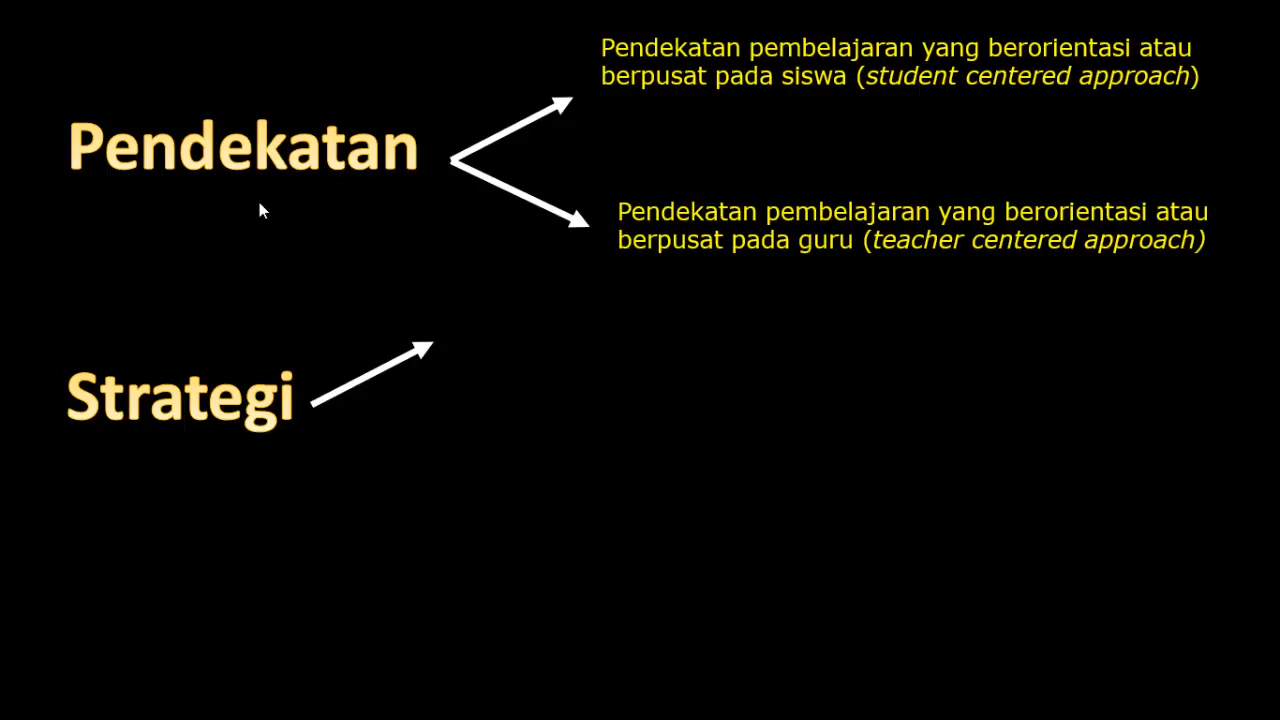 Pendekatan pembelajaran yang berorientasi atau
berpusat pada siswa (student centered approach)
Pendekatan
Pendekatan pembelajaran yang berorientasi atau
berpusat pada guru (teacher centered approach)
Strategi